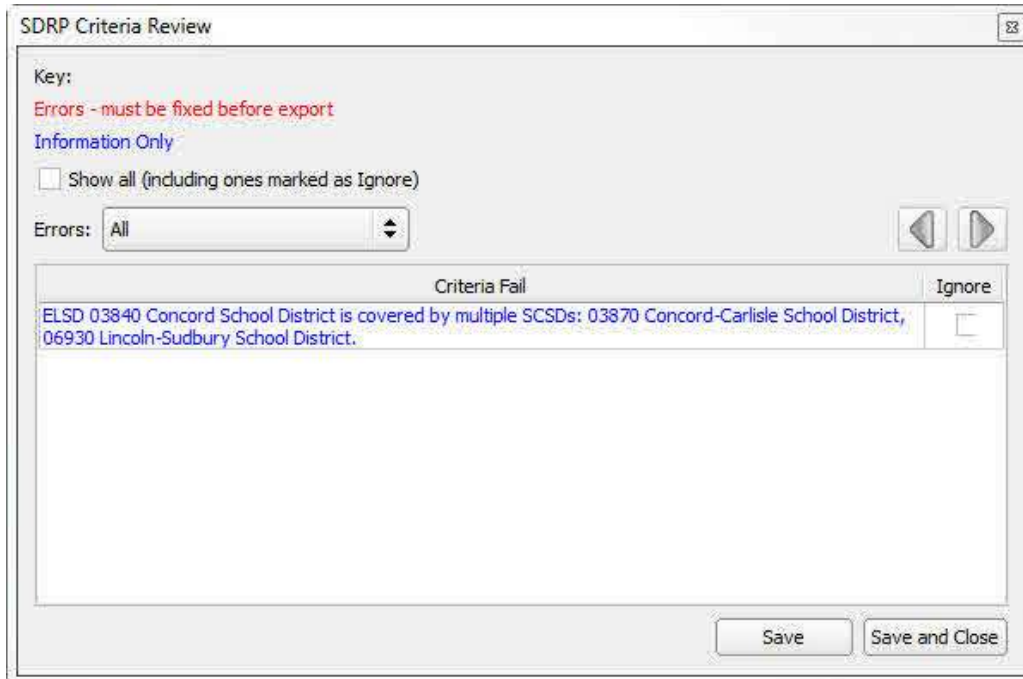 SDRP Criteria Review
Key:
Errors - must be fixed before export
Information Only
Show all (including ones marked as Ignore)
Errors: All
Criteria Fail Ignore
ELSD 03840 Concord School District is covered by multiple SCSDs: 03870 Concord-Carlisle School District,
06930 Lincoln-Sudbury School District.
Save Save and Close